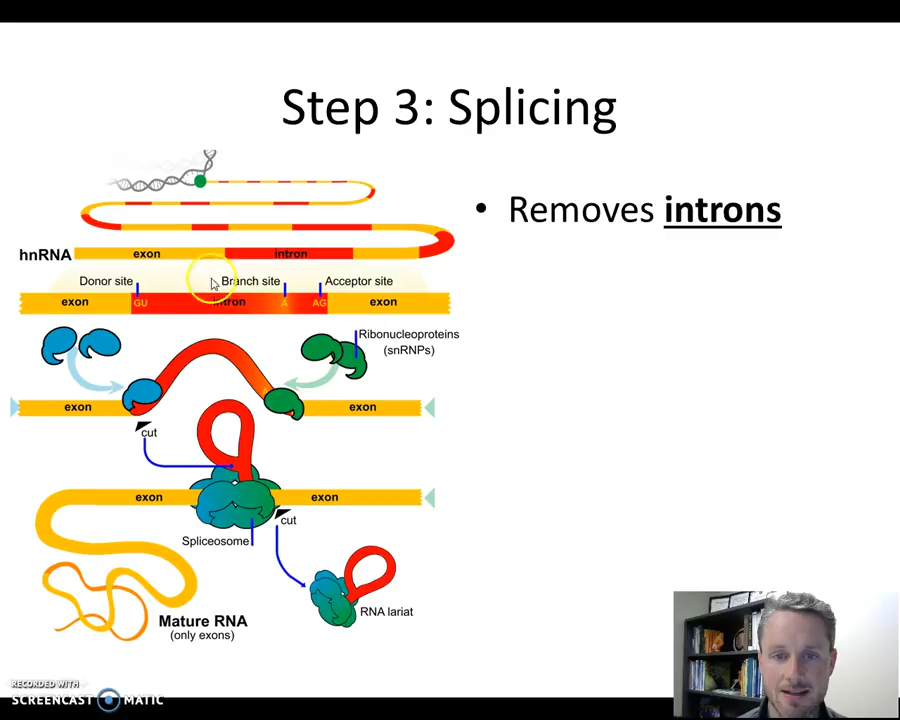 Step 3: Splicing
• Removes introns
hnRNA
exon
intron
Donor site
Branch site
Acceptor site
exon
GU
intron
A
AG
exon
Ribonucleoproteins
(snRNPs)
exon
exon
cut
exon
exon
cut
Spliceosome
RNA lariat
Mature RNA
(only exons)
RECORDED WITH
SCREENCAST MATIC